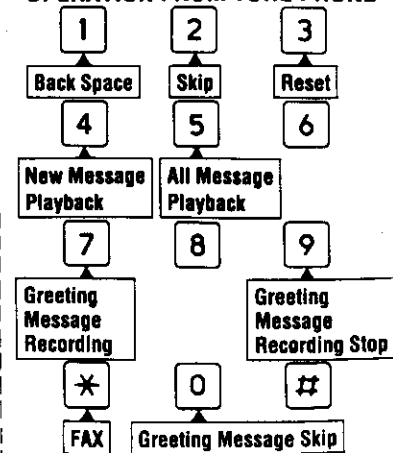 OPERATION FROM TONE PHONE
1 2 3
Back Space Skip Reset
4 5 6
New Message All Message
Playback Playback
7 8 9
Greeting Greeting
Message Message
Recording Recording Stop
* 0 #
FAX Greeting Message Skip